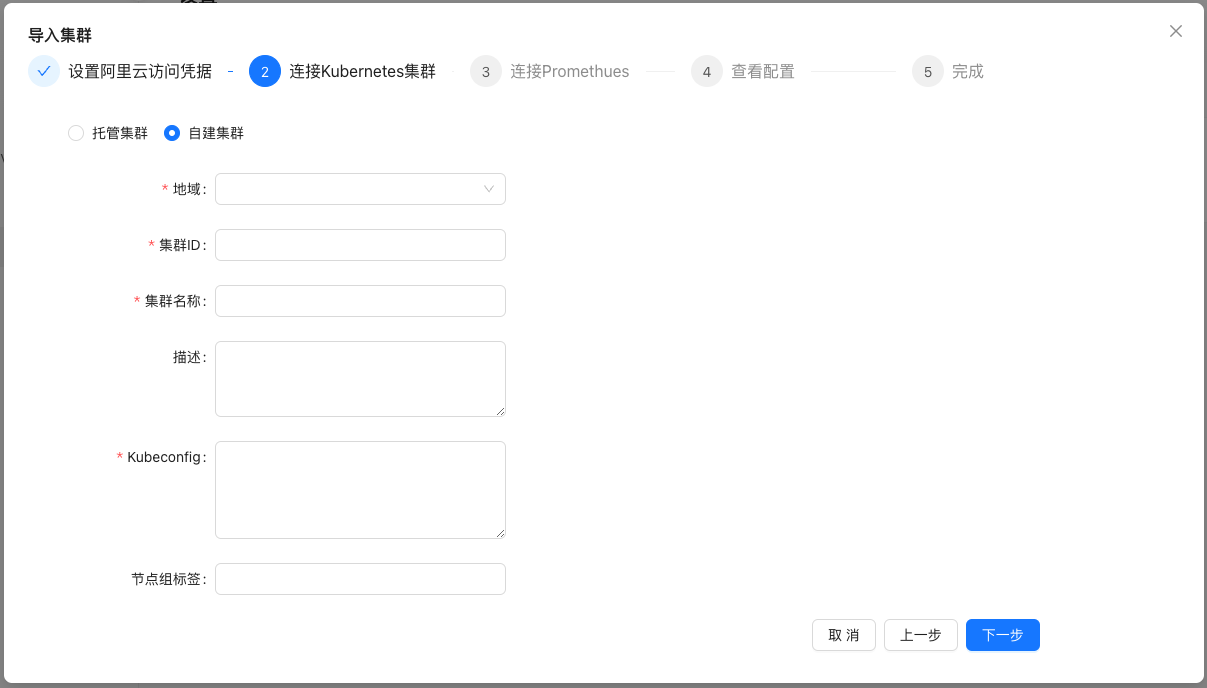 导入集群
设置阿里云访问凭据 2 连接Kubernetes集群 3 连接Promethues 4 查看配置 5 完成
托管集群 自建集群
* 地域:
* 集群ID:
* 集群名称:
描述:
* Kubeconfig:
节点组标签:
取 消 上一步 下一步